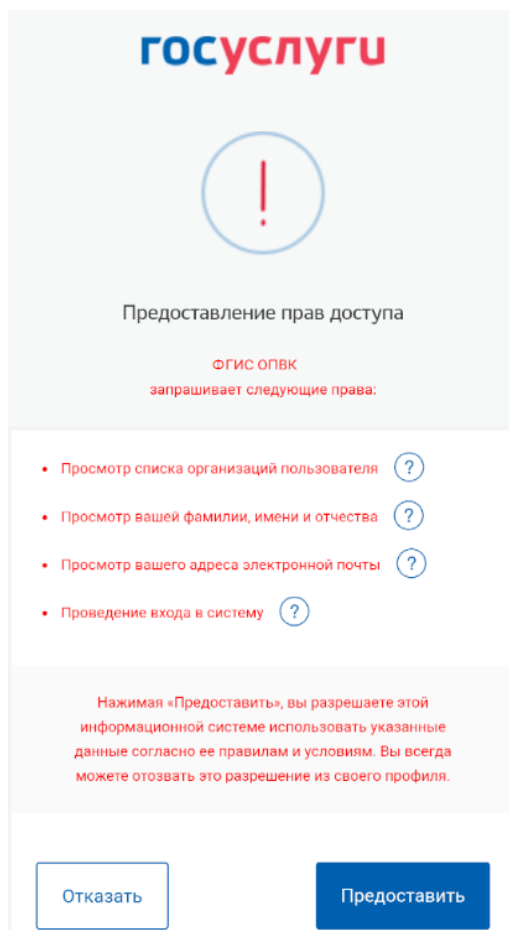 госуслуги
!
Предоставление прав доступа
ФГИС ОПВК
запрашивает следующие права:
• Просмотр списка организаций пользователя ?
• Просмотр вашей фамилии, имени и отчества ?
• Просмотр вашего адреса электронной почты ?
• Проведение входа в систему ?
Нажимая «Предоставить», вы разрешаете этой
информационной системе использовать указанные
данные согласно ее правилам и условиям. Вы всегда
можете отозвать это разрешение из своего профиля.
Отказать
Предоставить